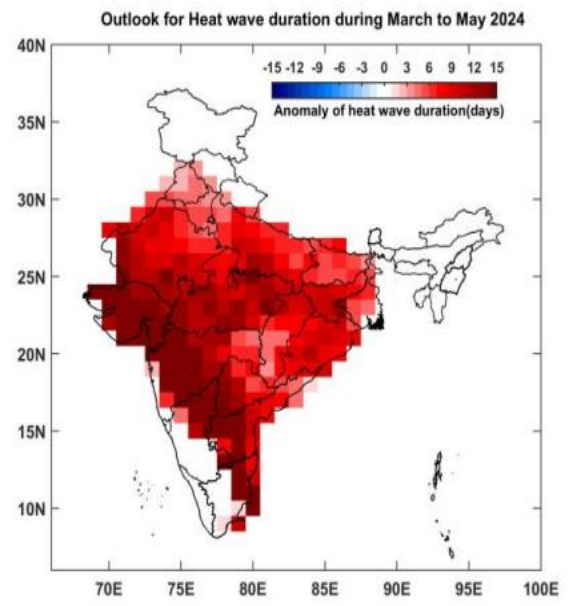 Outlook for Heat wave duration during March to May 2024
40N
-15 -12 -9 -6 -3 0 3 6 9 12 15
Anomaly of heat wave duration(days)
35N
30N
25N
20N
15N
10N
70E 75E 80E 85E 90E 95E 100E